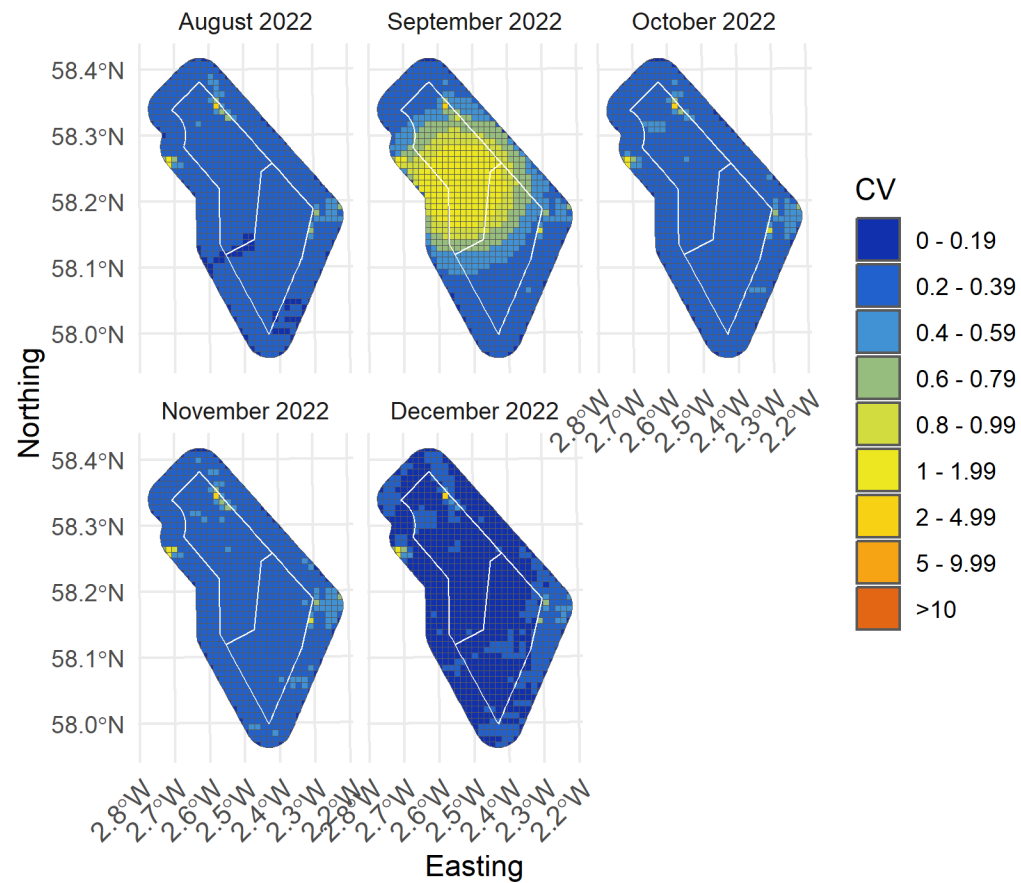 August 2022
September 2022
October 2022
58.4°N
58.3°N
58.2°N
58.1°N
58.0°N
2.8°W
2.7°W
2.6°W
2.5°W
2.4°W
2.3°W
2.2°W
November 2022
December 2022
58.4°N
58.3°N
58.2°N
58.1°N
58.0°N
2.8°W
2.7°W
2.6°W
2.5°W
2.4°W
2.3°W
2.2°W
2.8°W
2.7°W
2.6°W
2.5°W
2.4°W
2.3°W
2.2°W
Northing
Easting
CV
0 - 0.19
0.2 - 0.39
0.4 - 0.59
0.6 - 0.79
0.8 - 0.99
1 - 1.99
2 - 4.99
5 - 9.99
>10